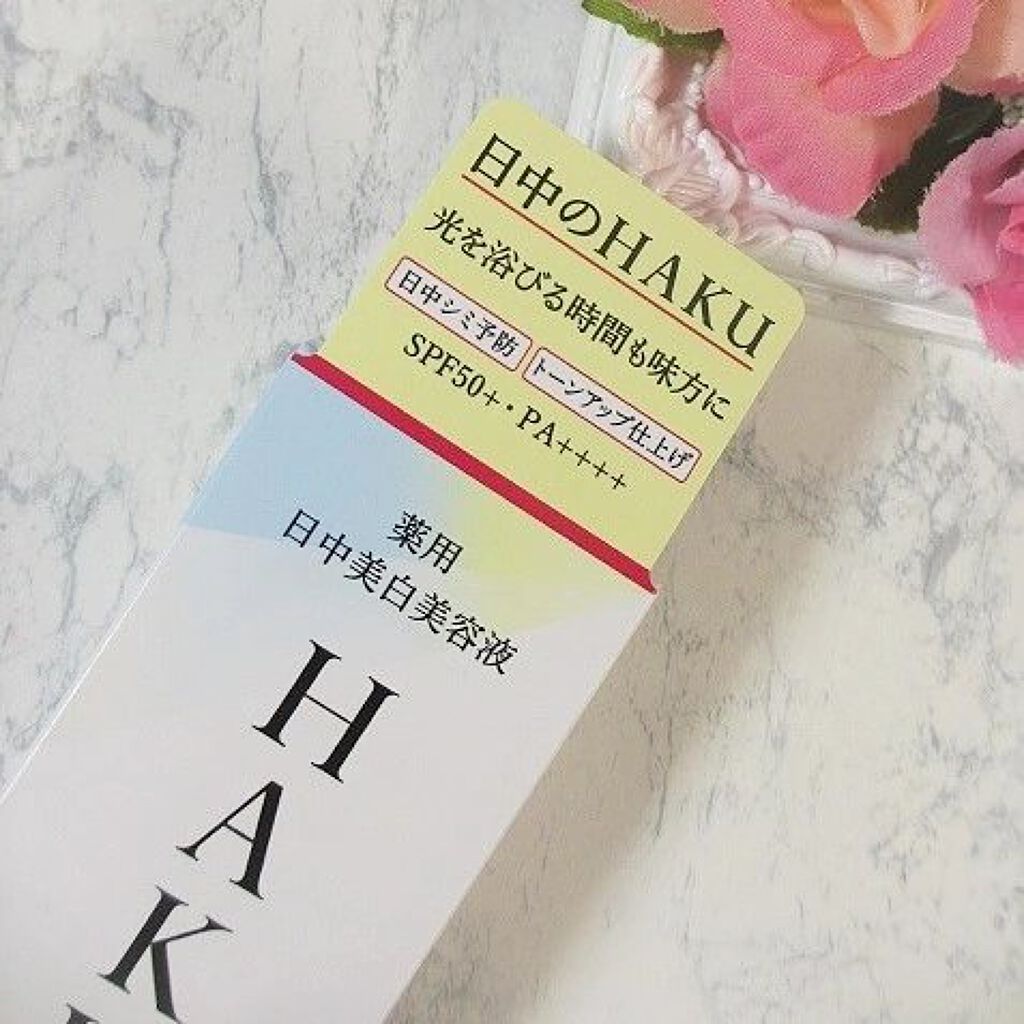 日中のHAKU
光を浴びる時間も味方に
日中シミ予防 トーンアップ仕上げ
SPF50+・PA++++
薬用
日中美白美容液
HAK